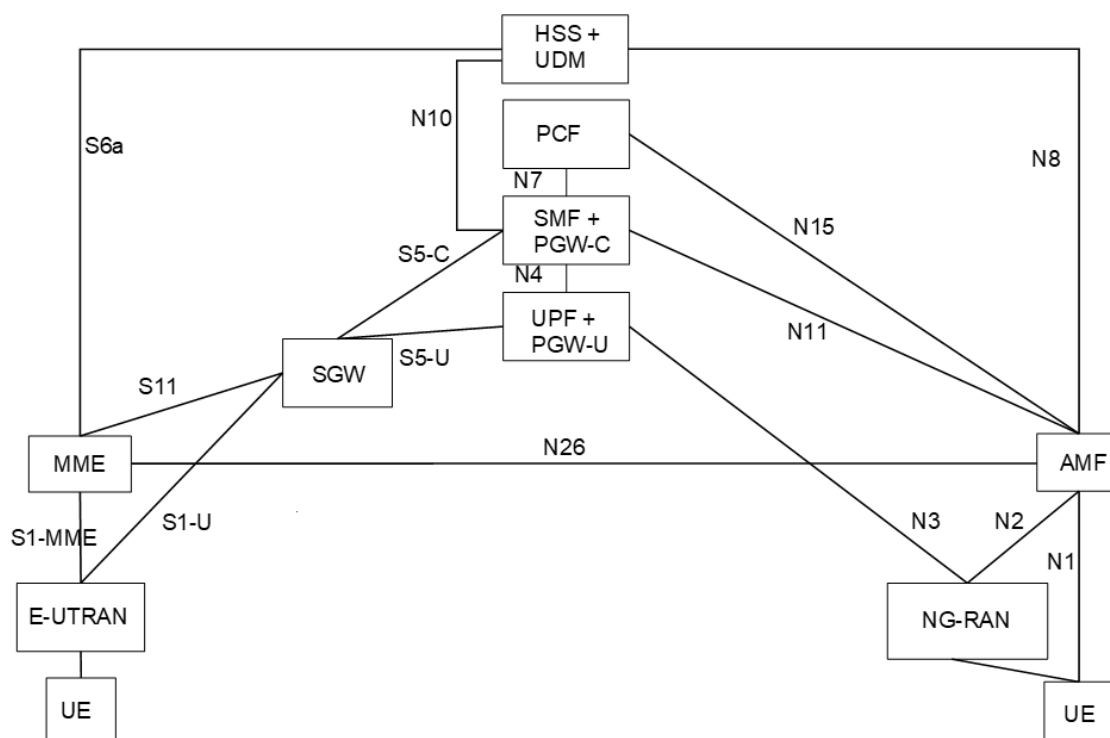 HSS +
UDM
N10
PCF
S6a
N8
N7
SMF +
PGW-C
N15
S5-C
N4
UPF +
PGW-U
N11
S5-U
SGW
S11
N26
MME
AMF
S1-U
N3
N2
S1-MME
N1
E-UTRAN
NG-RAN
UE
UE